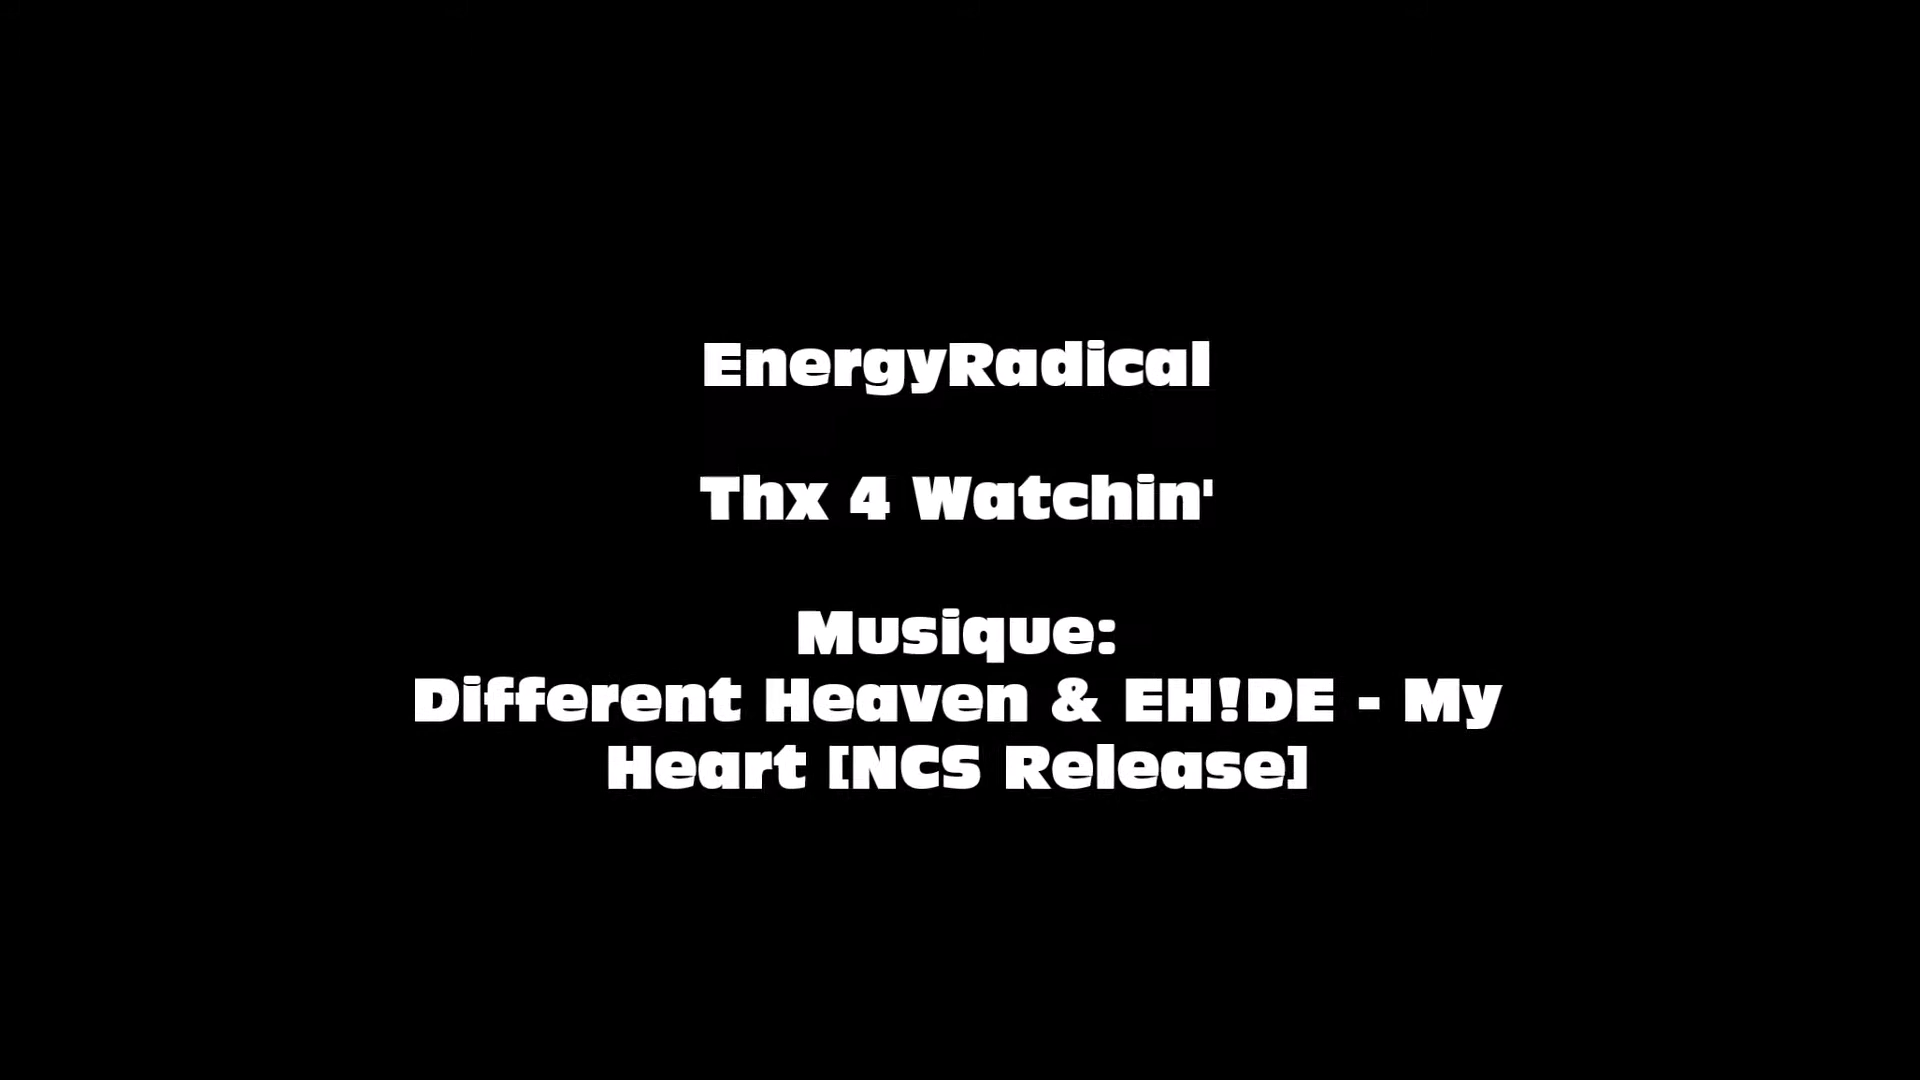 EnergyRadical
Thx 4 Watchin'
Musique:
Different Heaven & EH!DE - My
Heart [NCS Release]